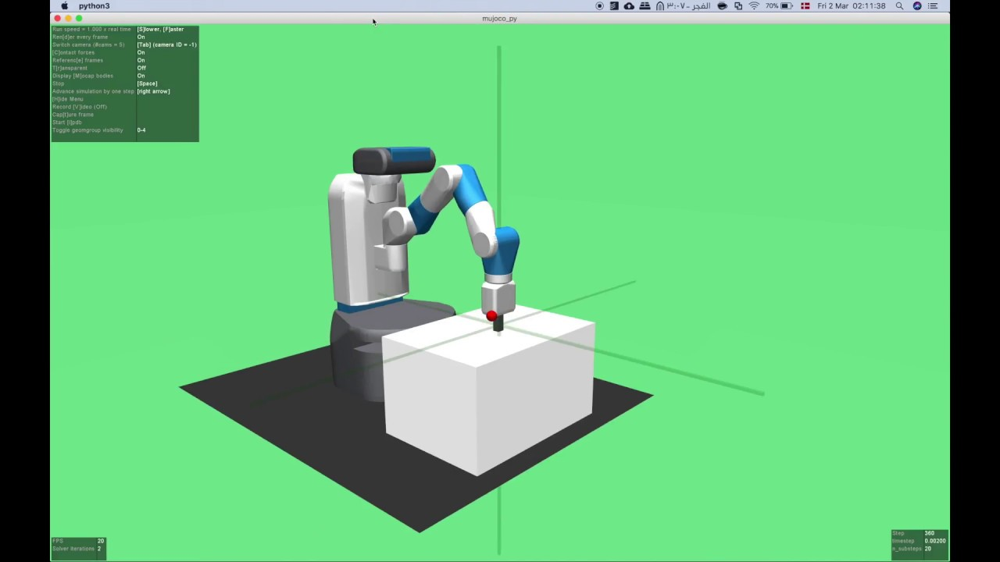 python3
الفجر - ٣:٠٧
70%
Fri 2 Mar 02:11:38
mujoco_py
Run speed = 1.000 x real time [S]lower, [F]aster
Ren[d]er every frame On
Switch camera (#cams = 5) [Tab] (camera ID = -1)
[C]ontact forces On
Referenc[e] frames On
T[r]ansparent Off
Display [M]ocap bodies On
Stop [Space]
Advance simulation by one step [right arrow]
[H]ide Menu
Record [V]ideo (Off)
Cap[t]ure frame
Start [i]pdb
Toggle geomgroup visibility 0-4
FPS 20
Solver iterations 2
Step 360
timestep 0.00200
n_substeps 20